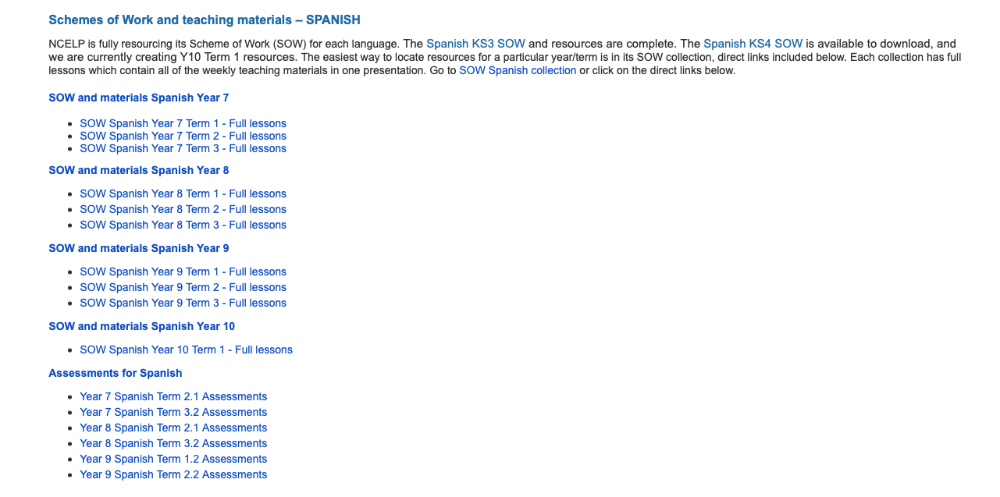 Schemes of Work and teaching materials – SPANISH
NCELP is fully resourcing its Scheme of Work (SOW) for each language. The Spanish KS3 SOW and resources are complete. The Spanish KS4 SOW is available to download, and
we are currently creating Y10 Term 1 resources. The easiest way to locate resources for a particular year/term is in its SOW collection, direct links included below. Each collection has full
lessons which contain all of the weekly teaching materials in one presentation. Go to SOW Spanish collection or click on the direct links below.
SOW and materials Spanish Year 7
• SOW Spanish Year 7 Term 1 - Full lessons
• SOW Spanish Year 7 Term 2 - Full lessons
• SOW Spanish Year 7 Term 3 - Full lessons
SOW and materials Spanish Year 8
• SOW Spanish Year 8 Term 1 - Full lessons
• SOW Spanish Year 8 Term 2 - Full lessons
• SOW Spanish Year 8 Term 3 - Full lessons
SOW and materials Spanish Year 9
• SOW Spanish Year 9 Term 1 - Full lessons
• SOW Spanish Year 9 Term 2 - Full lessons
• SOW Spanish Year 9 Term 3 - Full lessons
SOW and materials Spanish Year 10
• SOW Spanish Year 10 Term 1 - Full lessons
Assessments for Spanish
• Year 7 Spanish Term 2.1 Assessments
• Year 7 Spanish Term 3.2 Assessments
• Year 8 Spanish Term 2.1 Assessments
• Year 8 Spanish Term 3.2 Assessments
• Year 9 Spanish Term 1.2 Assessments
• Year 9 Spanish Term 2.2 Assessments